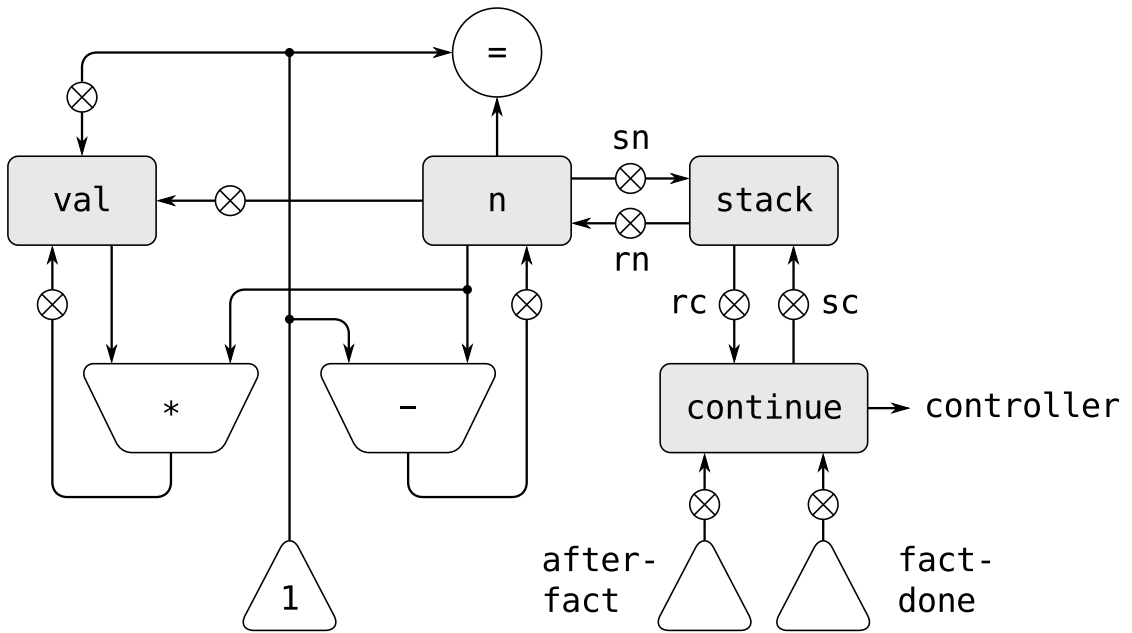 =
sn
val
n
stack
rn
rc
sc
*
−
continue
controller
after-
fact
fact-
done
1